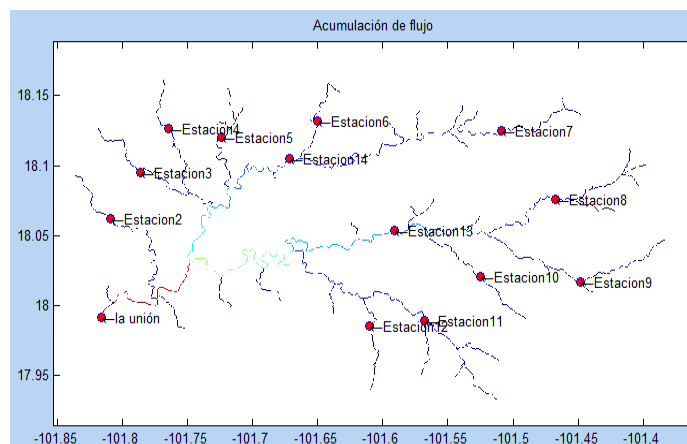 Acumulación de flujo
18.15
18.1
18.05
18
17.95
Estacion4
Estacion5
Estacion6
Estacion7
Estacion3
Estacion14
Estacion8
Estacion2
Estacion13
Estacion10
Estacion9
la unión
Estacion12
Estacion11
-101.85
-101.8
-101.75
-101.7
-101.65
-101.6
-101.55
-101.5
-101.45
-101.4